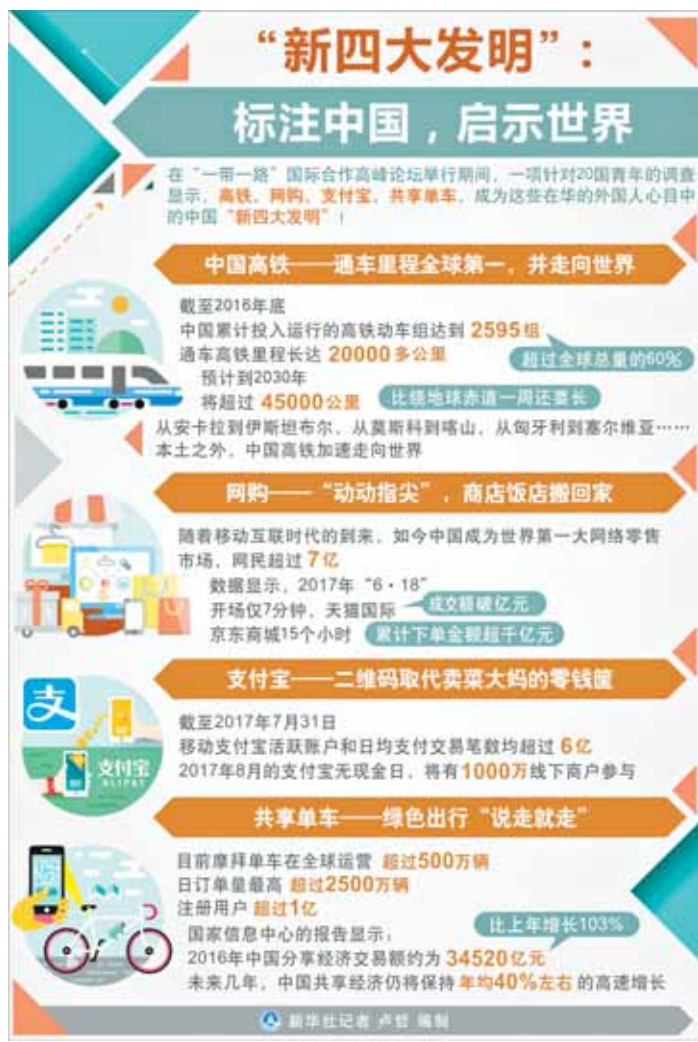 “新四大发明”：
标注中国，启示世界
在“一带一路”国际合作高峰论坛举行期间，一项针对20国青年的调查
显示，高铁、网购、支付宝、共享单车，成为这些在华的外国人心目中
的中国“新四大发明”！
中国高铁——通车里程全球第一，并走向世界
截至2016年底
中国累计投入运行的高铁动车组达到 2595组
通车高铁里程长达 20000多公里
超过全球总量的60%
预计到2030年
将超过 45000公里
比绕地球赤道一周还要长
从安卡拉到伊斯坦布尔，从莫斯科到喀山，从匈牙利到塞尔维亚……
本土之外，中国高铁加速走向世界
网购——“动动指尖”，商店饭店搬回家
随着移动互联时代的到来，如今中国成为世界第一大网络零售
市场，网民超过 7亿
数据显示，2017年“6·18”
开场仅7分钟，天猫国际
成交额破亿元
京东商城15个小时
累计下单金额超千亿元
支付宝——二维码取代卖菜大妈的零钱筐
支
支付宝
ALIPAY
截至2017年7月31日
移动支付宝活跃账户和日均支付交易笔数均超过 6亿
2017年8月的支付宝无现金日，将有1000万线下商户参与
共享单车——绿色出行“说走就走”
目前摩拜单车在全球运营 超过500万辆
日订单量最高 超过2500万辆
注册用户 超过1亿
国家信息中心的报告显示：
比上年增长103%
2016年中国分享经济交易额约为 34520亿元
未来几年，中国共享经济仍将保持 年均40%左右 的高速增长
新华社记者 卢哲 编制